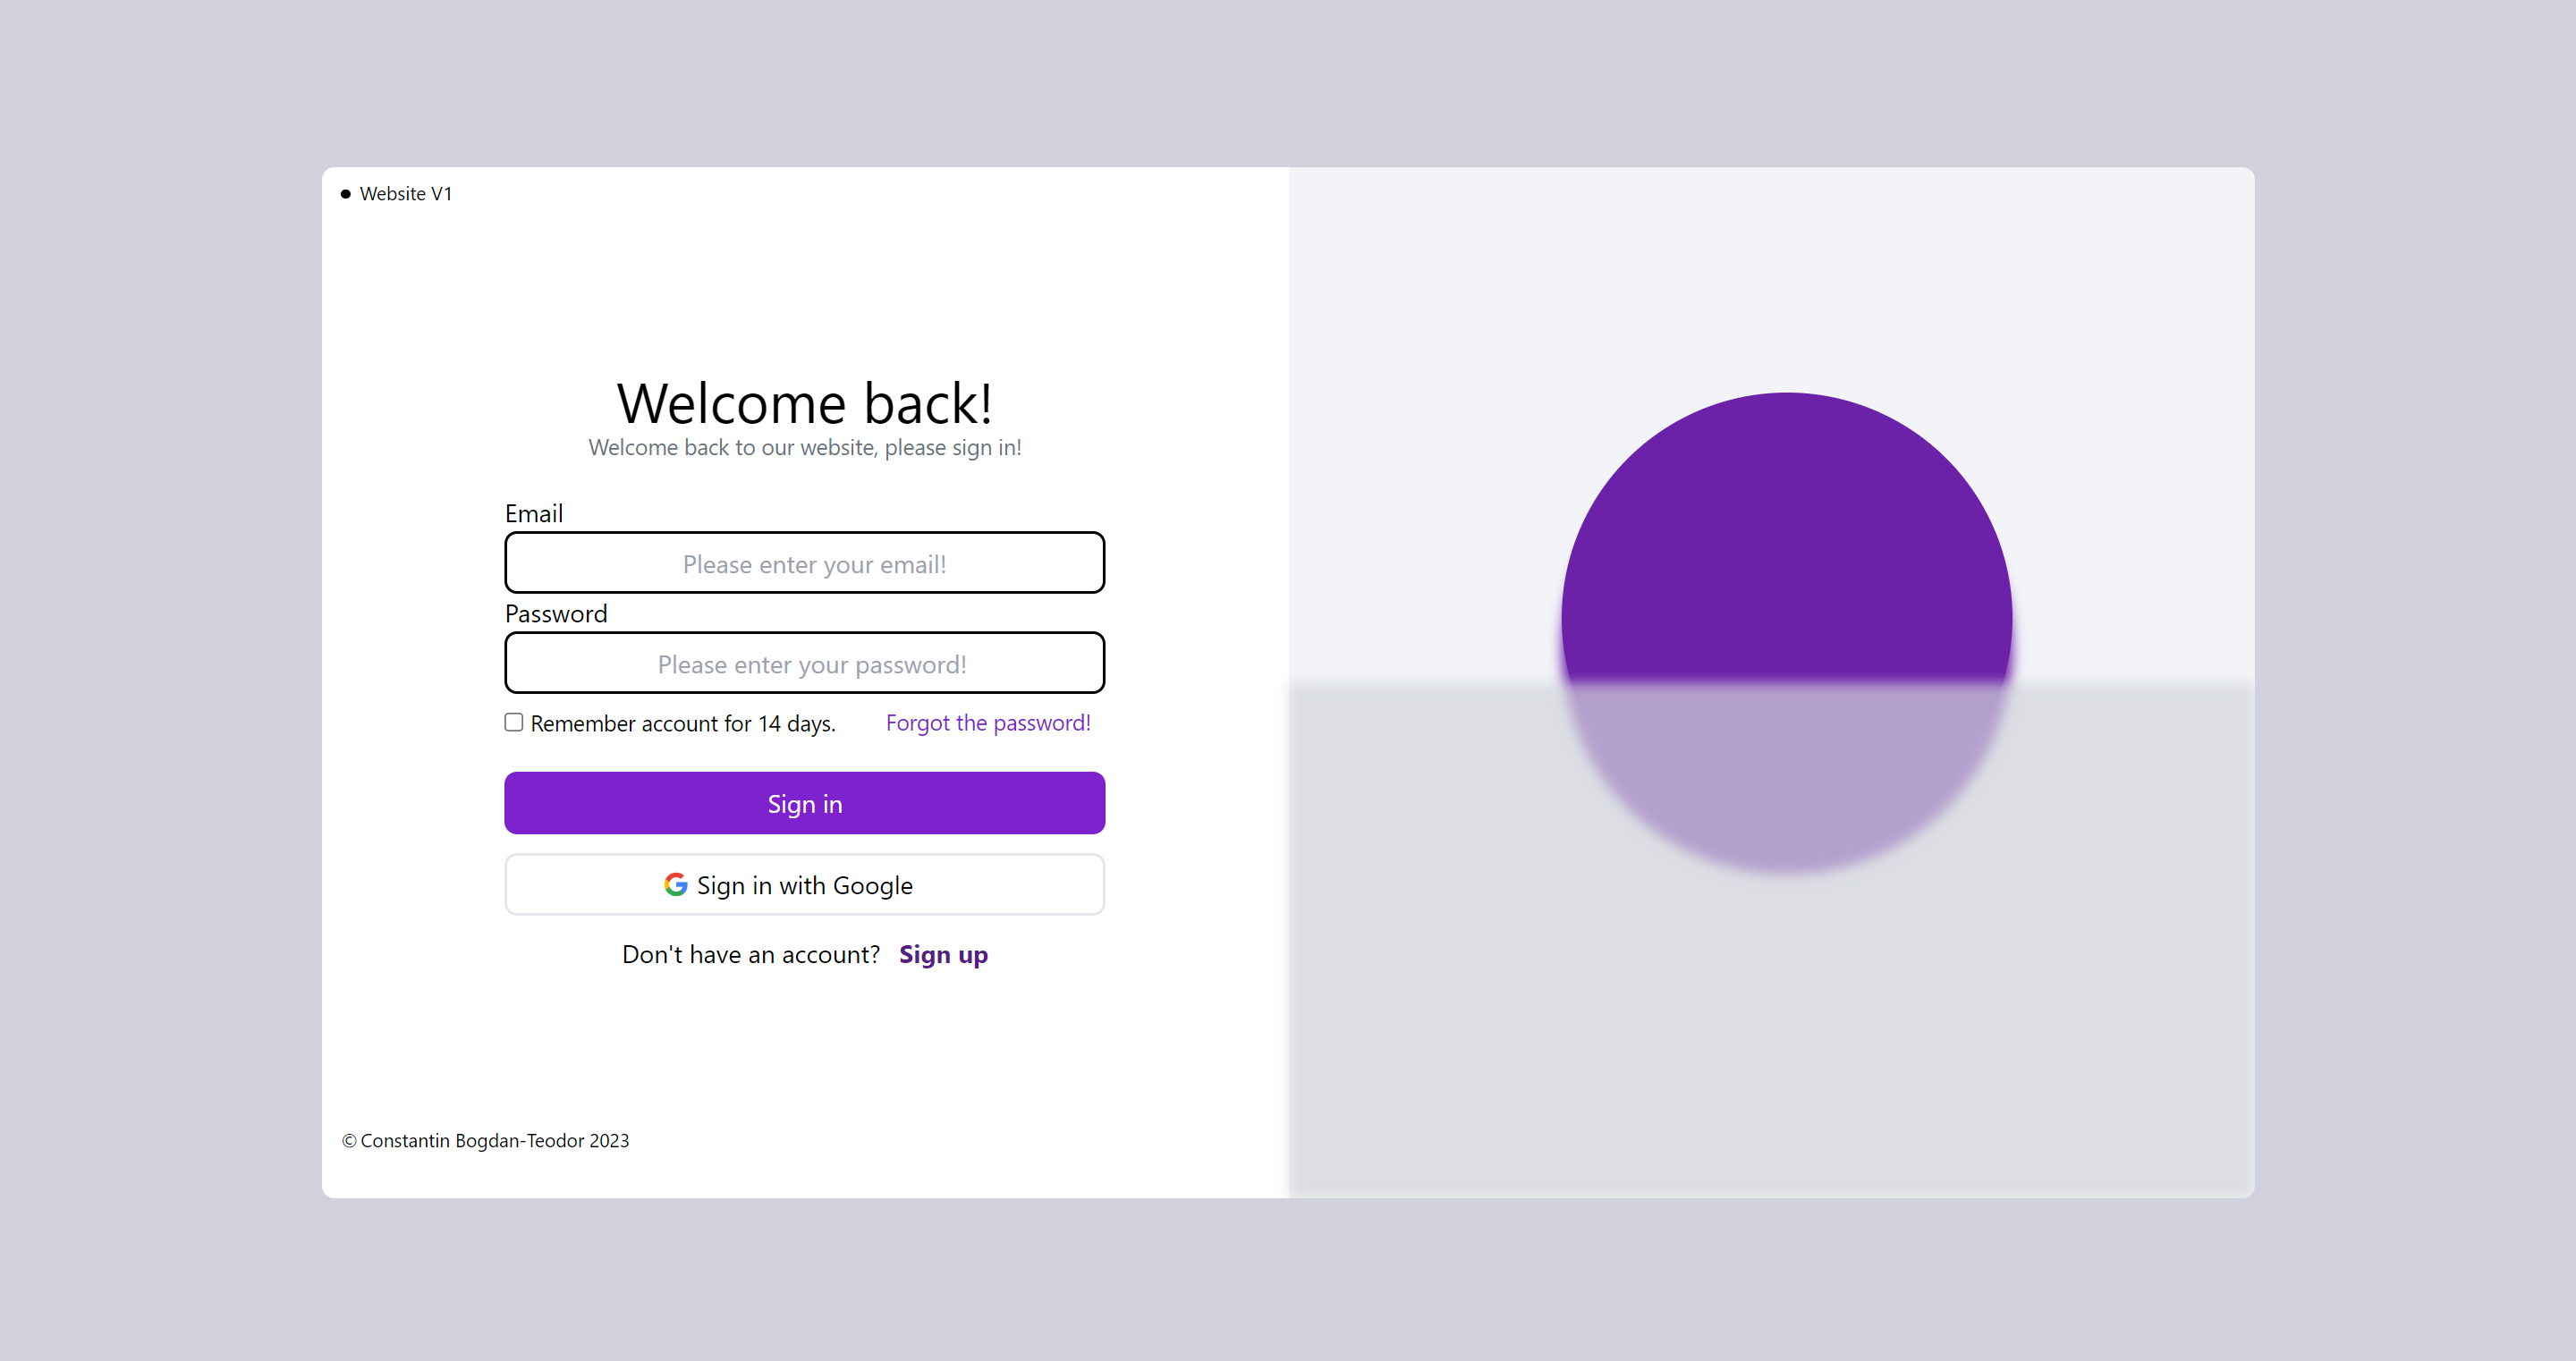 Website V1
Welcome back!
Welcome back to our website, please sign in!
Email
Please enter your email!
Password
Please enter your password!
Remember account for 14 days. Forgot the password!
Sign in
Sign in with Google
Don't have an account? Sign up
© Constantin Bogdan-Teodor 2023